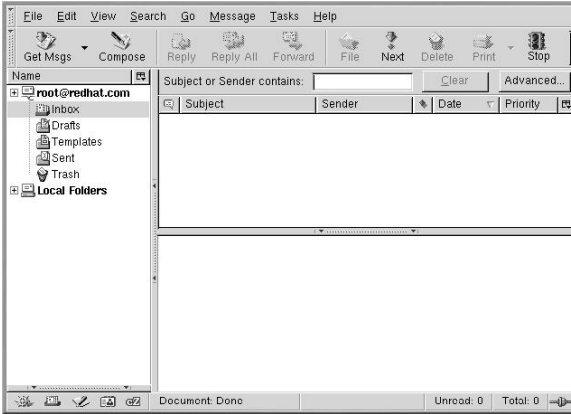 File Edit View Search Go Message Tasks Help
Get Msgs Compose Reply Reply All Forward File Next Delete Print Stop
Name
Subject or Sender contains: Clear Advanced...
root@redhat.com
Subject Sender Date Priority
Inbox
Drafts
Templates
Sent
Trash
Local Folders
Document: Done Unread: 0 Total: 0